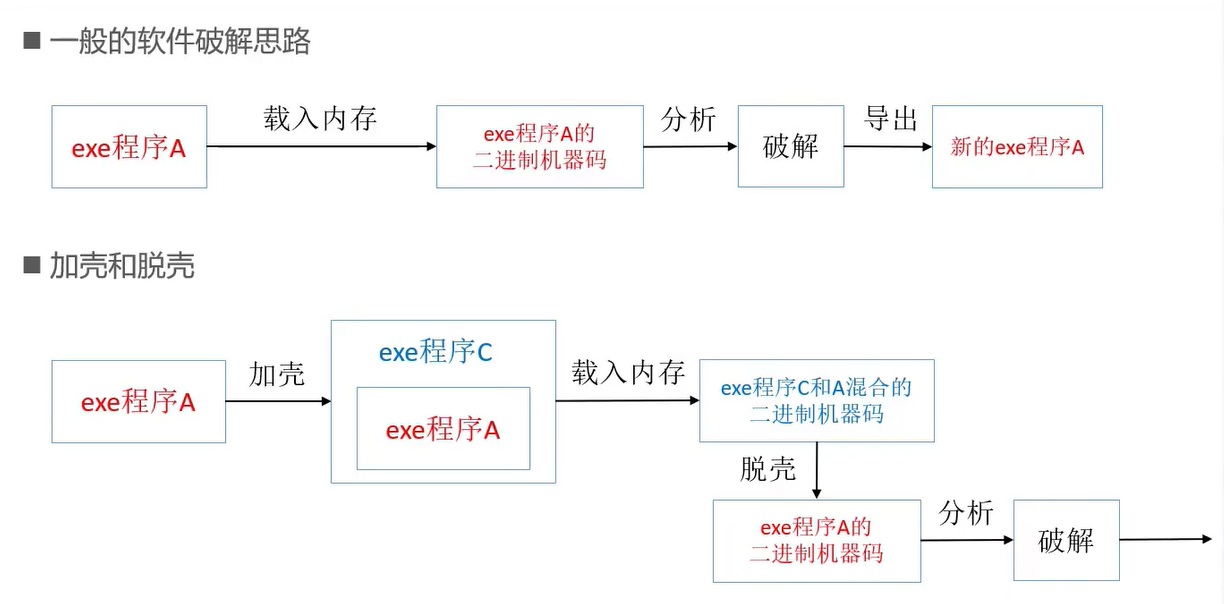 ■ 一般的软件破解思路
exe程序A
载入内存
exe程序A的
二进制机器码
分析
破解
导出
新的exe程序A
■ 加壳和脱壳
exe程序A
加壳
exe程序C
exe程序A
载入内存
exe程序C和A混合的
二进制机器码
脱壳
exe程序A的
二进制机器码
分析
破解